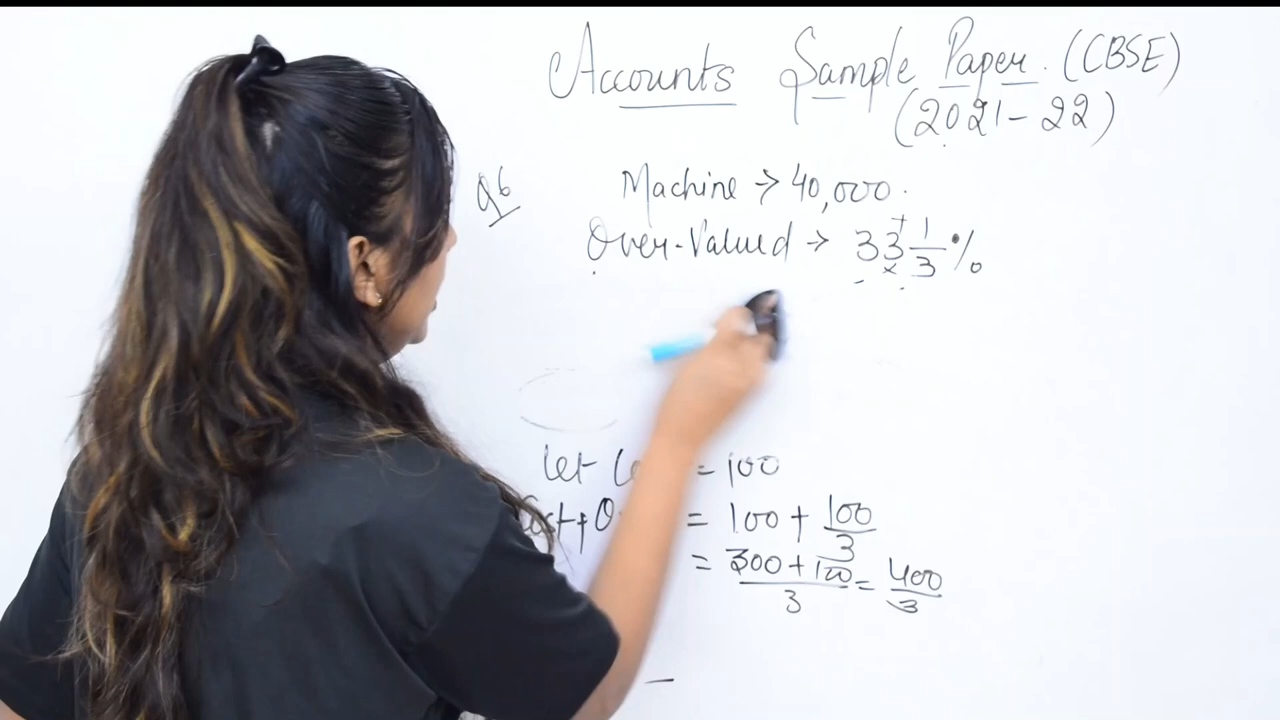 Accounts Sample Paper. (CBSE)
(2021-22)
Q6
Machine → 40,000.
Over-Valued → 33 1/3 %
let = 100
= 100 + 100/3
= 300+100/3 = 400/3